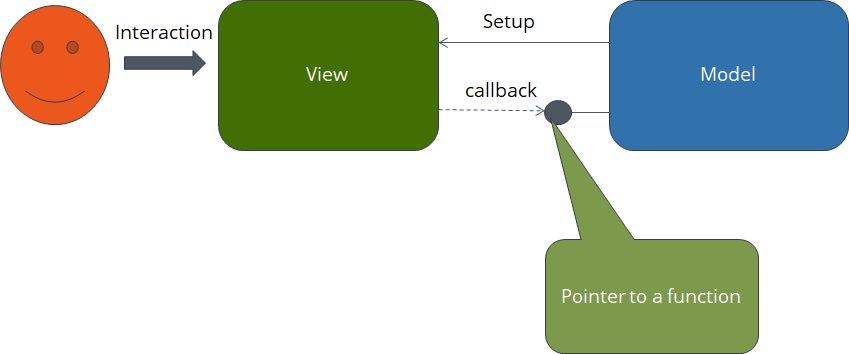 Interaction
View
Setup
callback
Model
Pointer to a function